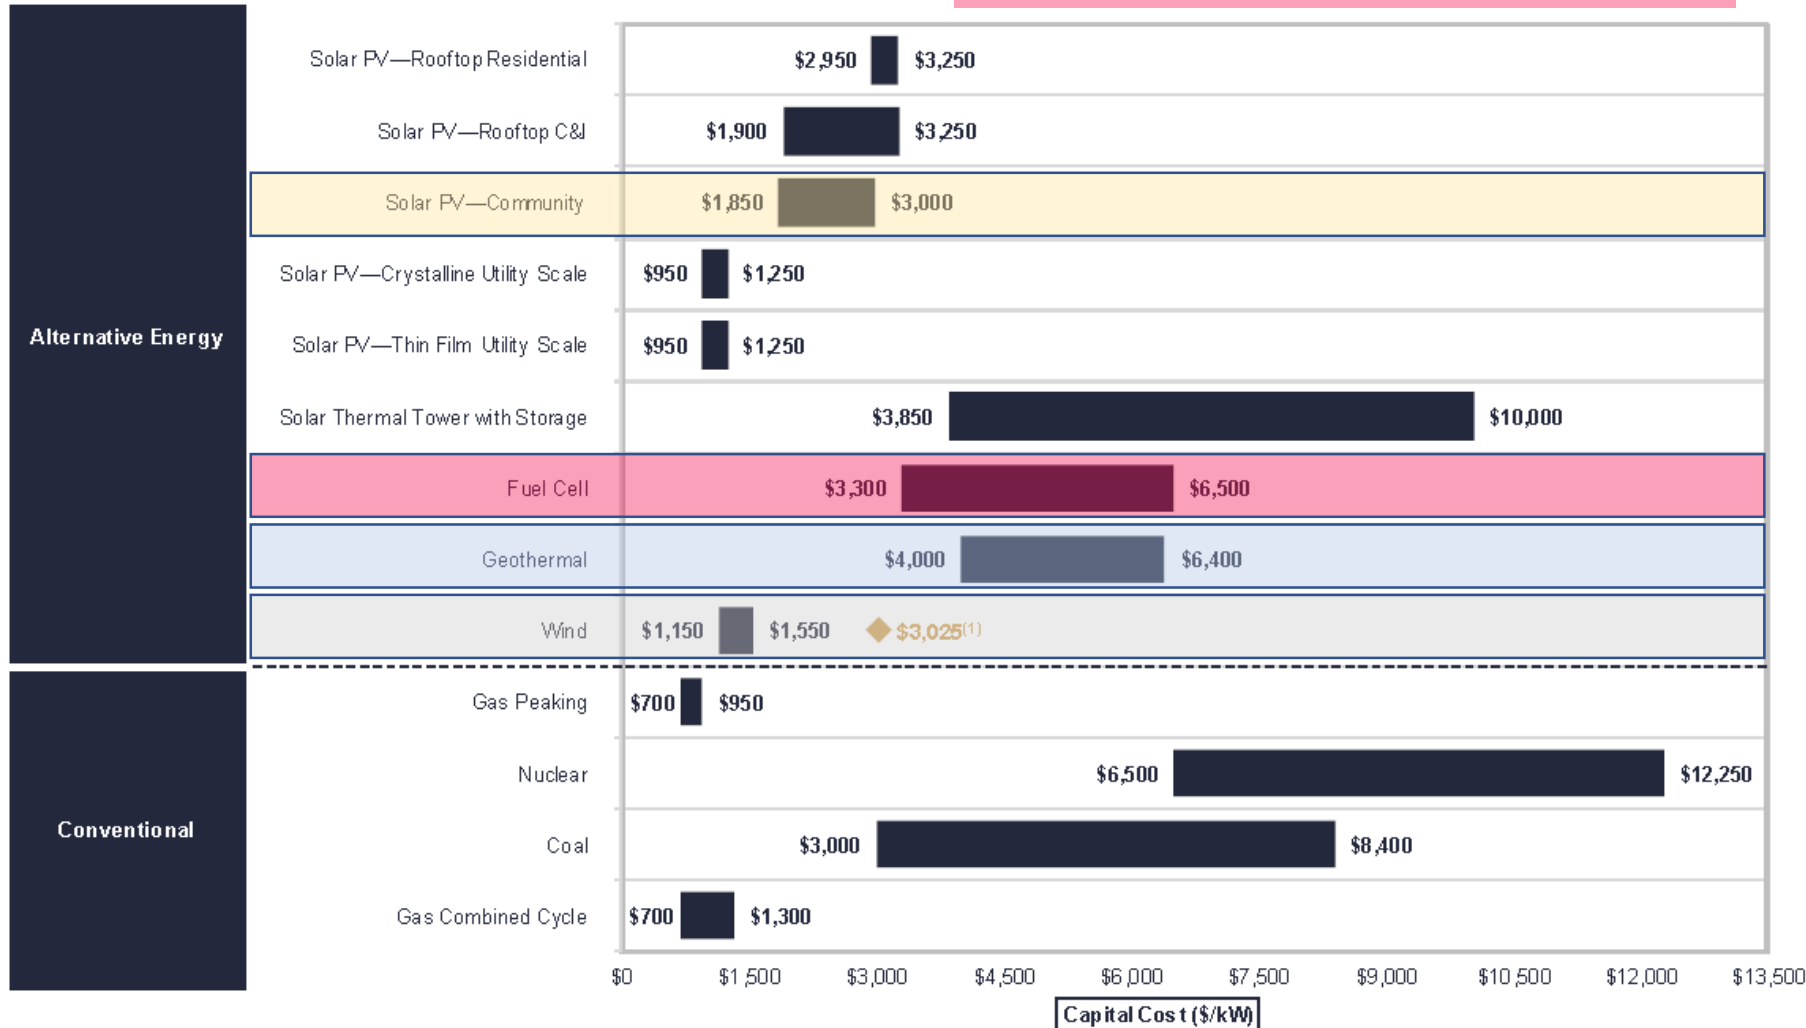 Alternative Energy
Solar PV—Rooftop Residential $2,950 $3,250
Solar PV—Rooftop C&I $1,900 $3,250
Solar PV—Community $1,850 $3,000
Solar PV—Crystalline Utility Scale $950 $1,250
Solar PV—Thin Film Utility Scale $950 $1,250
Solar Thermal Tower with Storage $3,850 $10,000
Fuel Cell $3,300 $6,500
Geothermal $4,000 $6,400
Wind $1,150 $1,550 $3,025(1)
Conventional
Gas Peaking $700 $950
Nuclear $6,500 $12,250
Coal $3,000 $8,400
Gas Combined Cycle $700 $1,300
$0 $1,500 $3,000 $4,500 $6,000 $7,500 $9,000 $10,500 $12,000 $13,500
Capital Cost ($/kW)